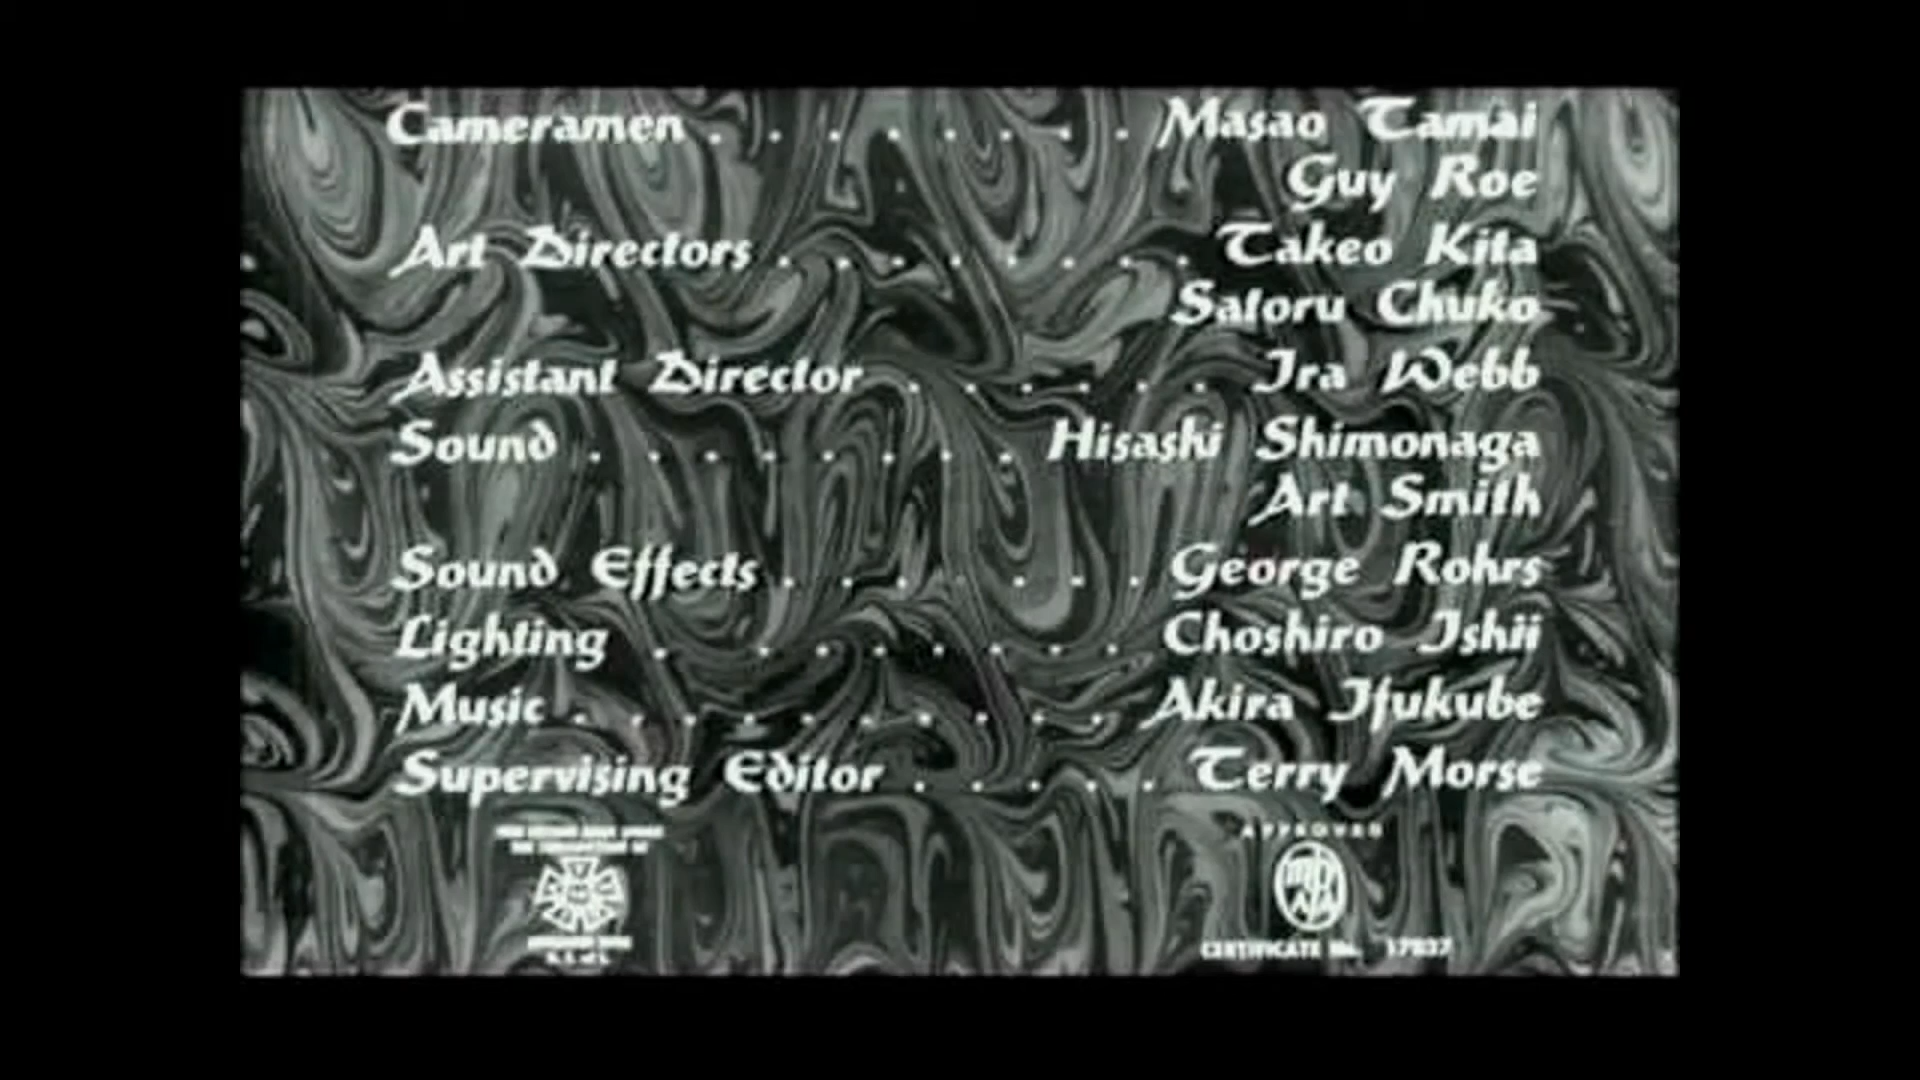 Cameramen . . . . . . . . Masao Tamai
Guy Roe
Art Directors . . . . . . . . Takeo Kita
Satoru Chuko
Assistant Director . . . . . . Ira Webb
Sound . . . . . . . . Hisashi Shimonaga
Art Smith
Sound Effects . . . . . . . George Rohrs
Lighting . . . . . . . . Choshiro Ishii
Music . . . . . . . . . . Akira Ifukube
Supervising Editor . . . . . Terry Morse
APPROVED
CERTIFICATE No.